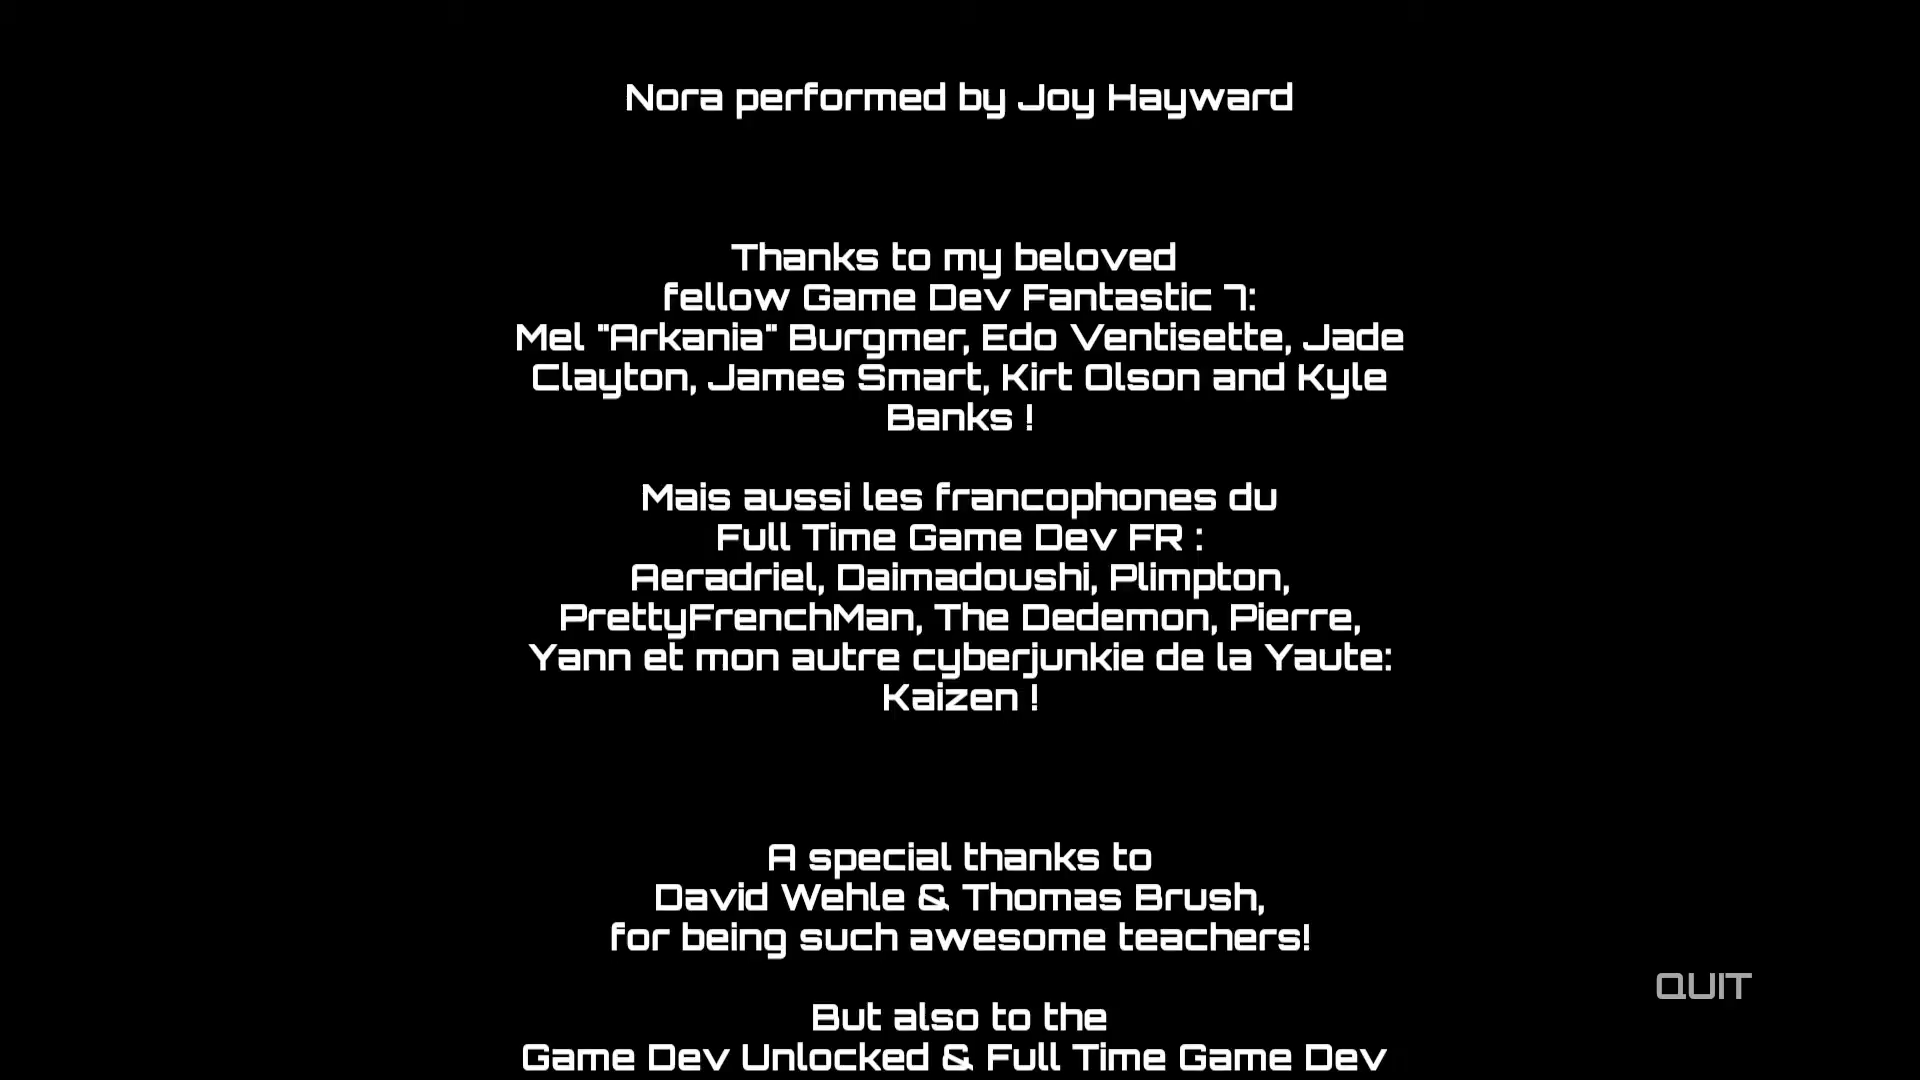 Nora performed by Joy Hayward
Thanks to my beloved
fellow Game Dev Fantastic 7:
Mel "Arkania" Burgmer, Edo Ventisette, Jade
Clayton, James Smart, Kirt Olson and Kyle
Banks !
Mais aussi les francophones du
Full Time Game Dev FR :
Aeradriel, Daimadoushi, Plimpton,
PrettyFrenchMan, The Dedemon, Pierre,
Yann et mon autre cyberjunkie de la Yaute:
Kaizen !
A special thanks to
David Wehle & Thomas Brush,
for being such awesome teachers!
QUIT
But also to the
Game Dev Unlocked & Full Time Game Dev